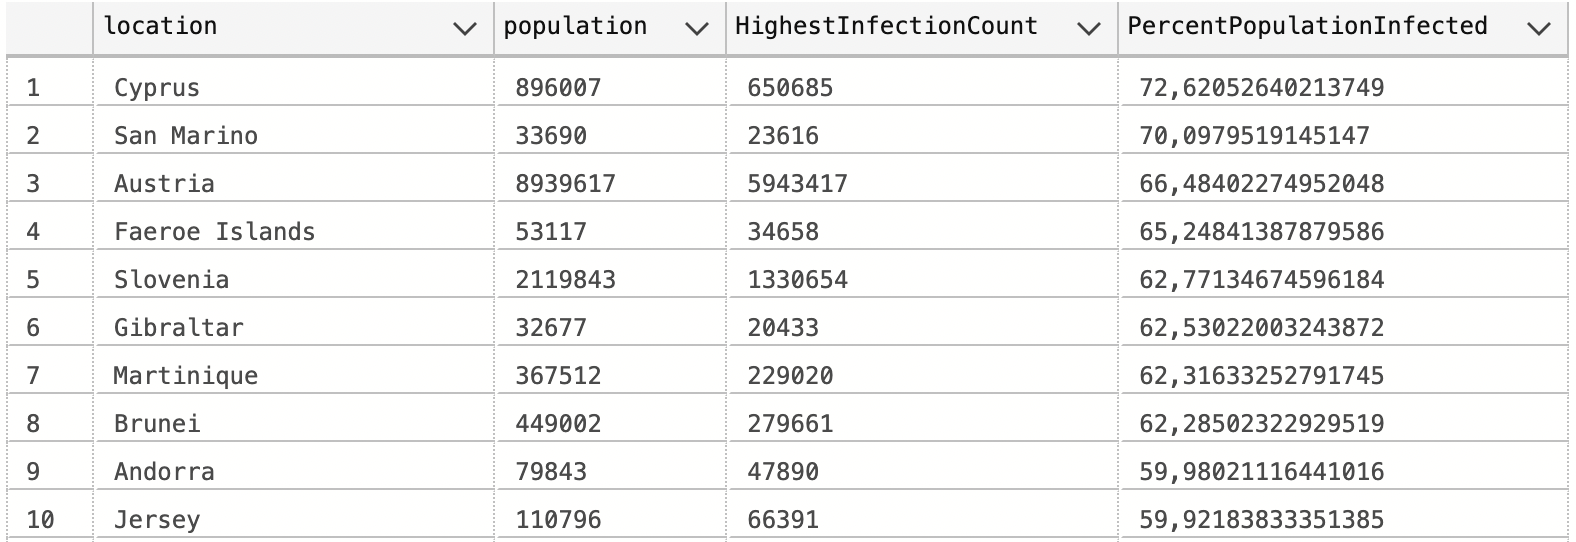 location population HighestInfectionCount PercentPopulationInfected
1 Cyprus 896007 650685 72,62052640213749
2 San Marino 33690 23616 70,0979519145147
3 Austria 8939617 5943417 66,48402274952048
4 Faeroe Islands 53117 34658 65,24841387879586
5 Slovenia 2119843 1330654 62,77134674596184
6 Gibraltar 32677 20433 62,53022003243872
7 Martinique 367512 229020 62,31633252791745
8 Brunei 449002 279661 62,28502322929519
9 Andorra 79843 47890 59,98021116441016
10 Jersey 110796 66391 59,92183833351385